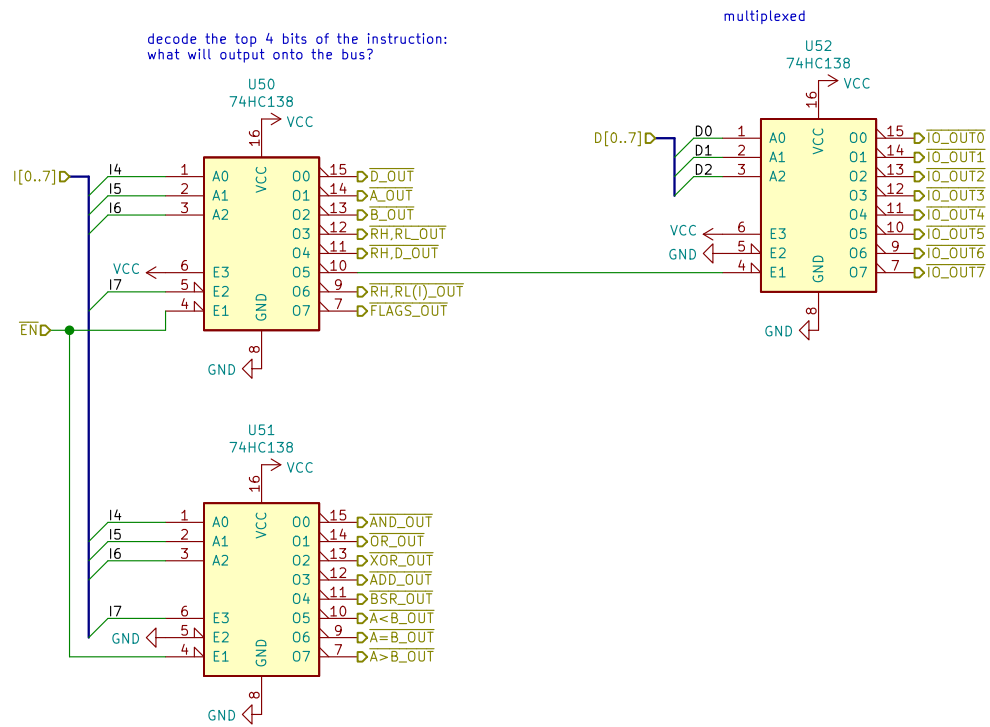 multiplexed
decode the top 4 bits of the instruction:
what will output onto the bus?
U50
74HC138
VCC
16
VCC
I[0..7]
I4 1 A0 O0 15 D_OUT
I5 2 A1 O1 14 A_OUT
I6 3 A2 O2 13 B_OUT
O3 12 RH,RL_OUT
O4 11 RH,D_OUT
VCC 6 E3 O5 10
I7 5 E2 O6 9 RH,RL(I)_OUT
4 E1 O7 7 FLAGS_OUT
EN
GND
8
GND
U52
74HC138
VCC
16
VCC
D[0..7]
D0 1 A0 O0 15 IO_OUT0
D1 2 A1 O1 14 IO_OUT1
D2 3 A2 O2 13 IO_OUT2
O3 12 IO_OUT3
O4 11 IO_OUT4
VCC 6 E3 O5 10 IO_OUT5
GND 5 E2 O6 9 IO_OUT6
4 E1 O7 7 IO_OUT7
GND
8
GND
U51
74HC138
VCC
16
VCC
I4 1 A0 O0 15 AND_OUT
I5 2 A1 O1 14 OR_OUT
I6 3 A2 O2 13 XOR_OUT
O3 12 ADD_OUT
O4 11 BSR_OUT
I7 6 E3 O5 10 A<B_OUT
GND 5 E2 O6 9 A=B_OUT
4 E1 O7 7 A>B_OUT
GND
8
GND